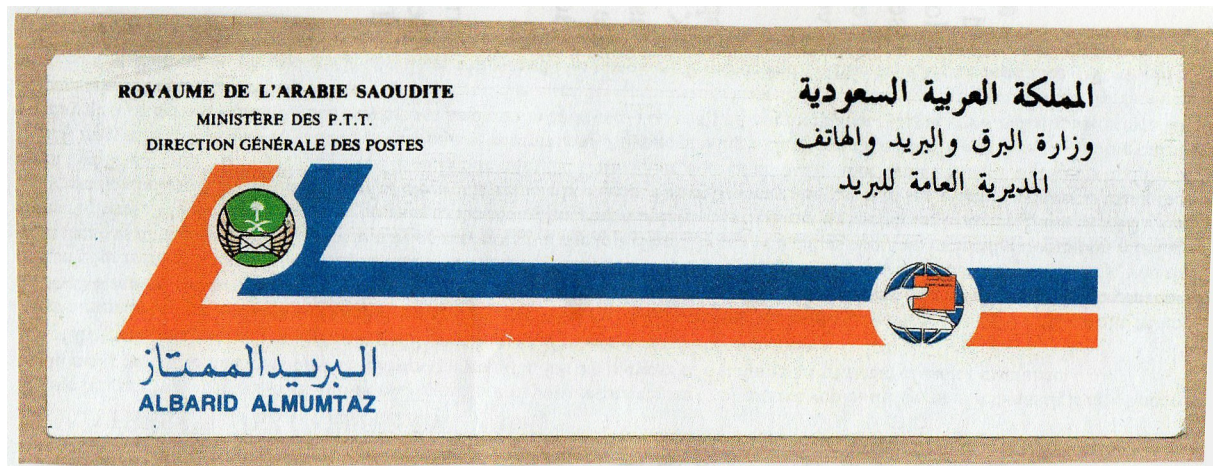 ROYAUME DE L'ARABIE SAOUDITE
MINISTÈRE DES P.T.T.
DIRECTION GÉNÉRALE DES POSTES
المملكة العربية السعودية
وزارة البرق والبريد والهاتف
المديرية العامة للبريد
البريد الممتاز
ALBARID ALMUMTAZ